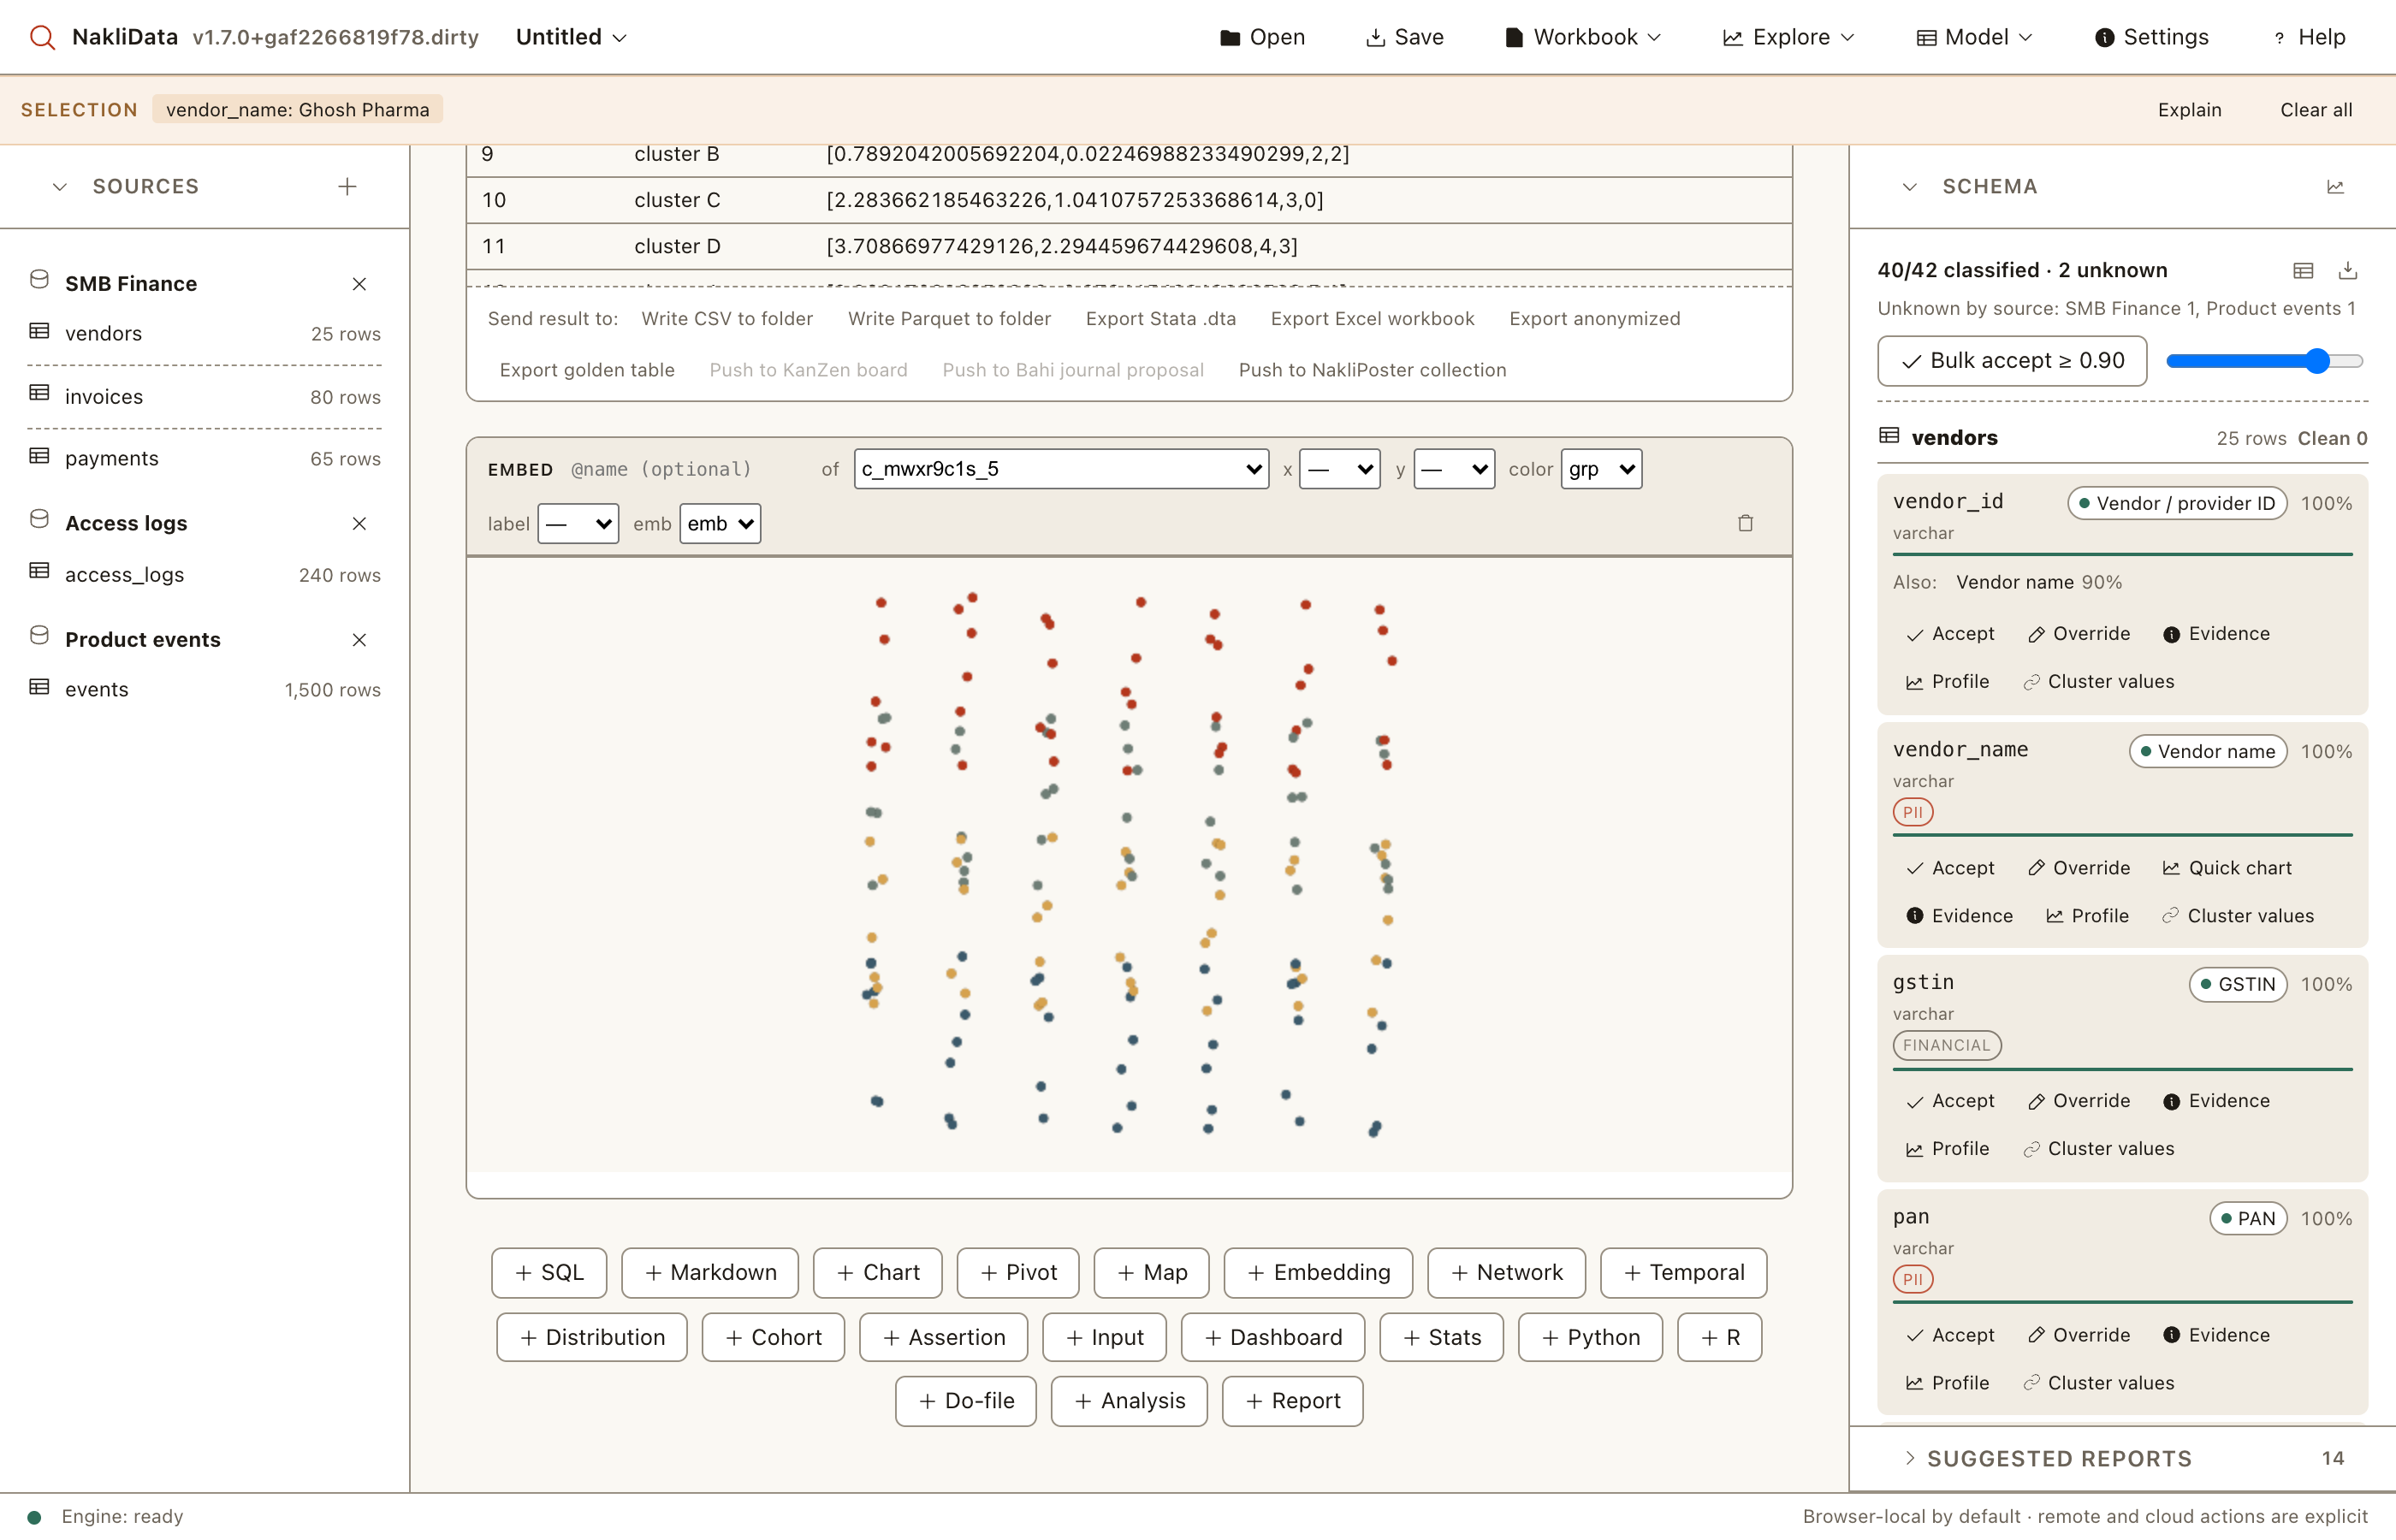 NakliData v1.7.0+gaf2266819f78.dirty Untitled Open Save Workbook Explore Model Settings Help
SELECTION vendor_name: Ghosh Pharma Explain Clear all
SOURCES
SMB Finance
vendors 25 rows
invoices 80 rows
payments 65 rows
Access logs
access_logs 240 rows
Product events
events 1,500 rows
9 cluster B [0.7892042005692204,0.02246988233490299,2,2]
10 cluster C [2.283662185463226,1.0410757253368614,3,0]
11 cluster D [3.70866977429126,2.294459674429608,4,3]
Send result to: Write CSV to folder Write Parquet to folder Export Stata .dta Export Excel workbook Export anonymized
Export golden table Push to KanZen board Push to Bahi journal proposal Push to NakliPoster collection
EMBED @name (optional) of c_mwxr9c1s_5 x — y — color grp
label — emb emb
+ SQL + Markdown + Chart + Pivot + Map + Embedding + Network + Temporal
+ Distribution + Cohort + Assertion + Input + Dashboard + Stats + Python + R
+ Do-file + Analysis + Report
SCHEMA
40/42 classified · 2 unknown
Unknown by source: SMB Finance 1, Product events 1
Bulk accept ≥ 0.90
vendors 25 rows Clean 0
vendor_id Vendor / provider ID 100%
varchar
Also: Vendor name 90%
Accept Override Evidence
Profile Cluster values
vendor_name Vendor name 100%
varchar
PII
Accept Override Quick chart
Evidence Profile Cluster values
gstin GSTIN 100%
varchar
FINANCIAL
Accept Override Evidence
Profile Cluster values
pan PAN 100%
varchar
PII
Accept Override Evidence
Profile Cluster values
SUGGESTED REPORTS 14
Engine: ready Browser-local by default · remote and cloud actions are explicit